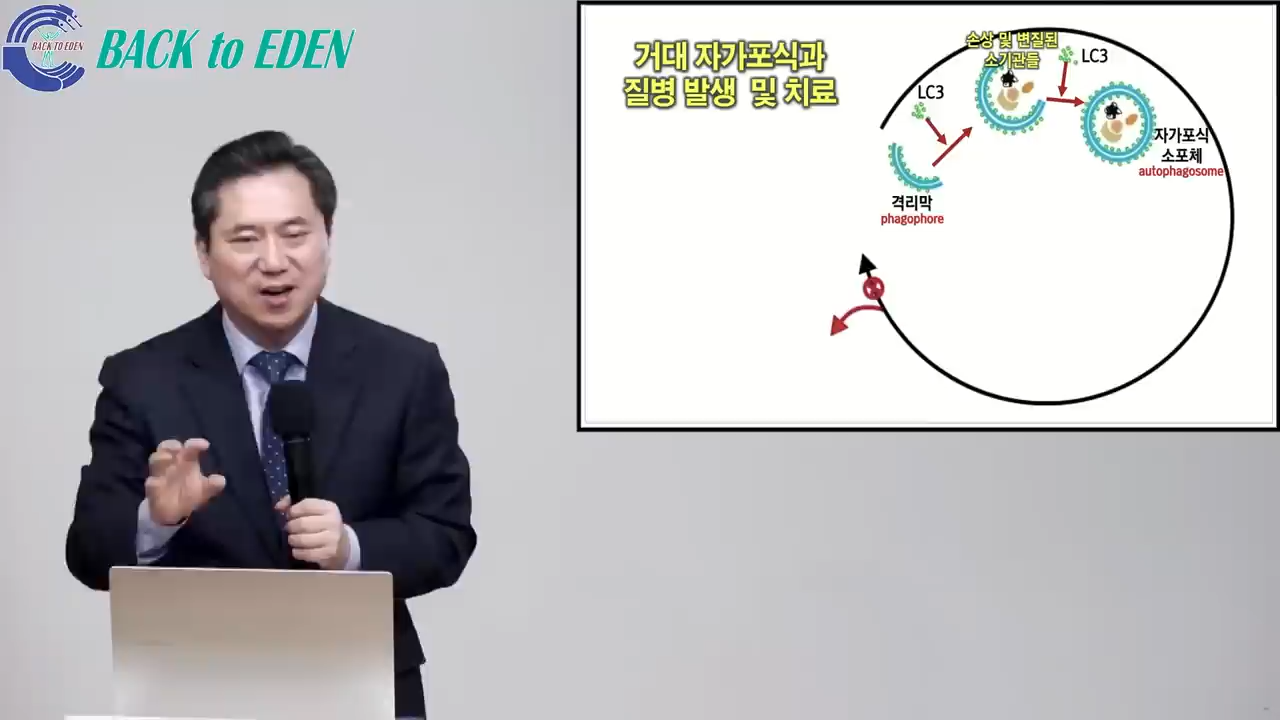 BACK TO EDEN
BACK to EDEN
거대 자가포식과
질병 발생 및 치료
손상 및 변질된
소기관들
LC3
LC3
자가포식
소포체
autophagosome
격리막
phagophore